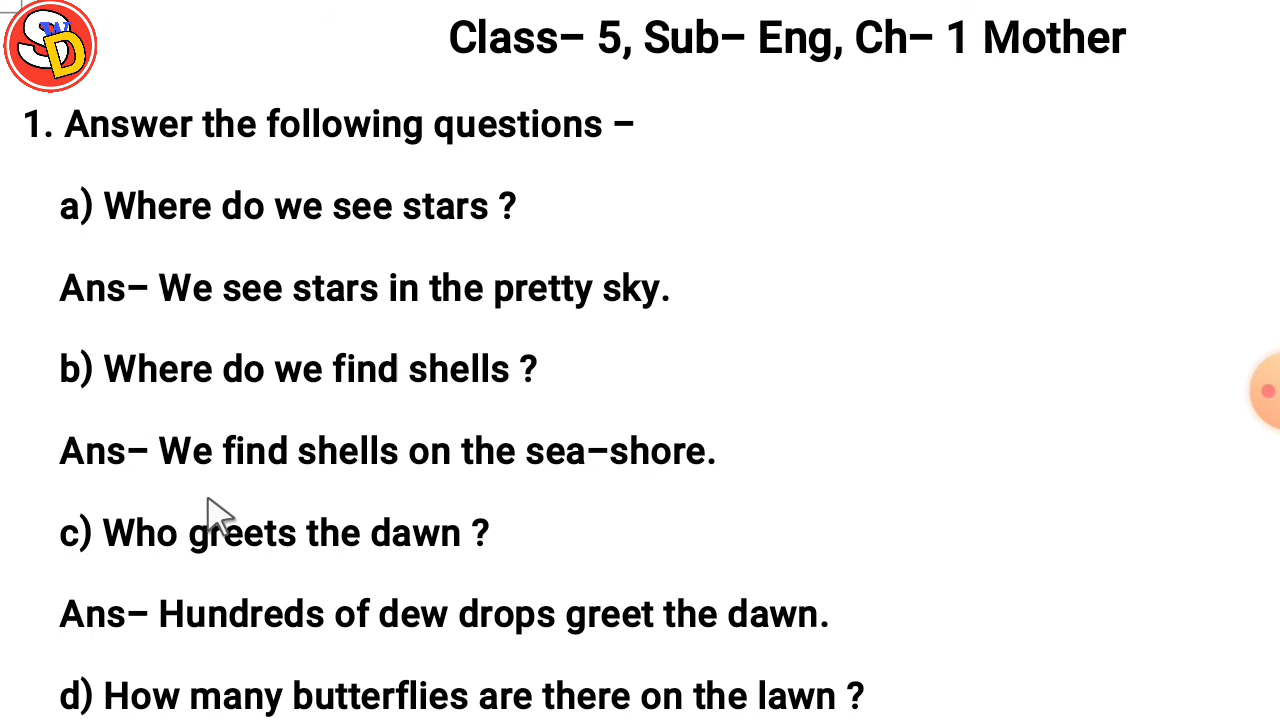 SWD
Class– 5, Sub– Eng, Ch– 1 Mother
1. Answer the following questions –
a) Where do we see stars ?
Ans– We see stars in the pretty sky.
b) Where do we find shells ?
Ans– We find shells on the sea–shore.
c) Who greets the dawn ?
Ans– Hundreds of dew drops greet the dawn.
d) How many butterflies are there on the lawn ?